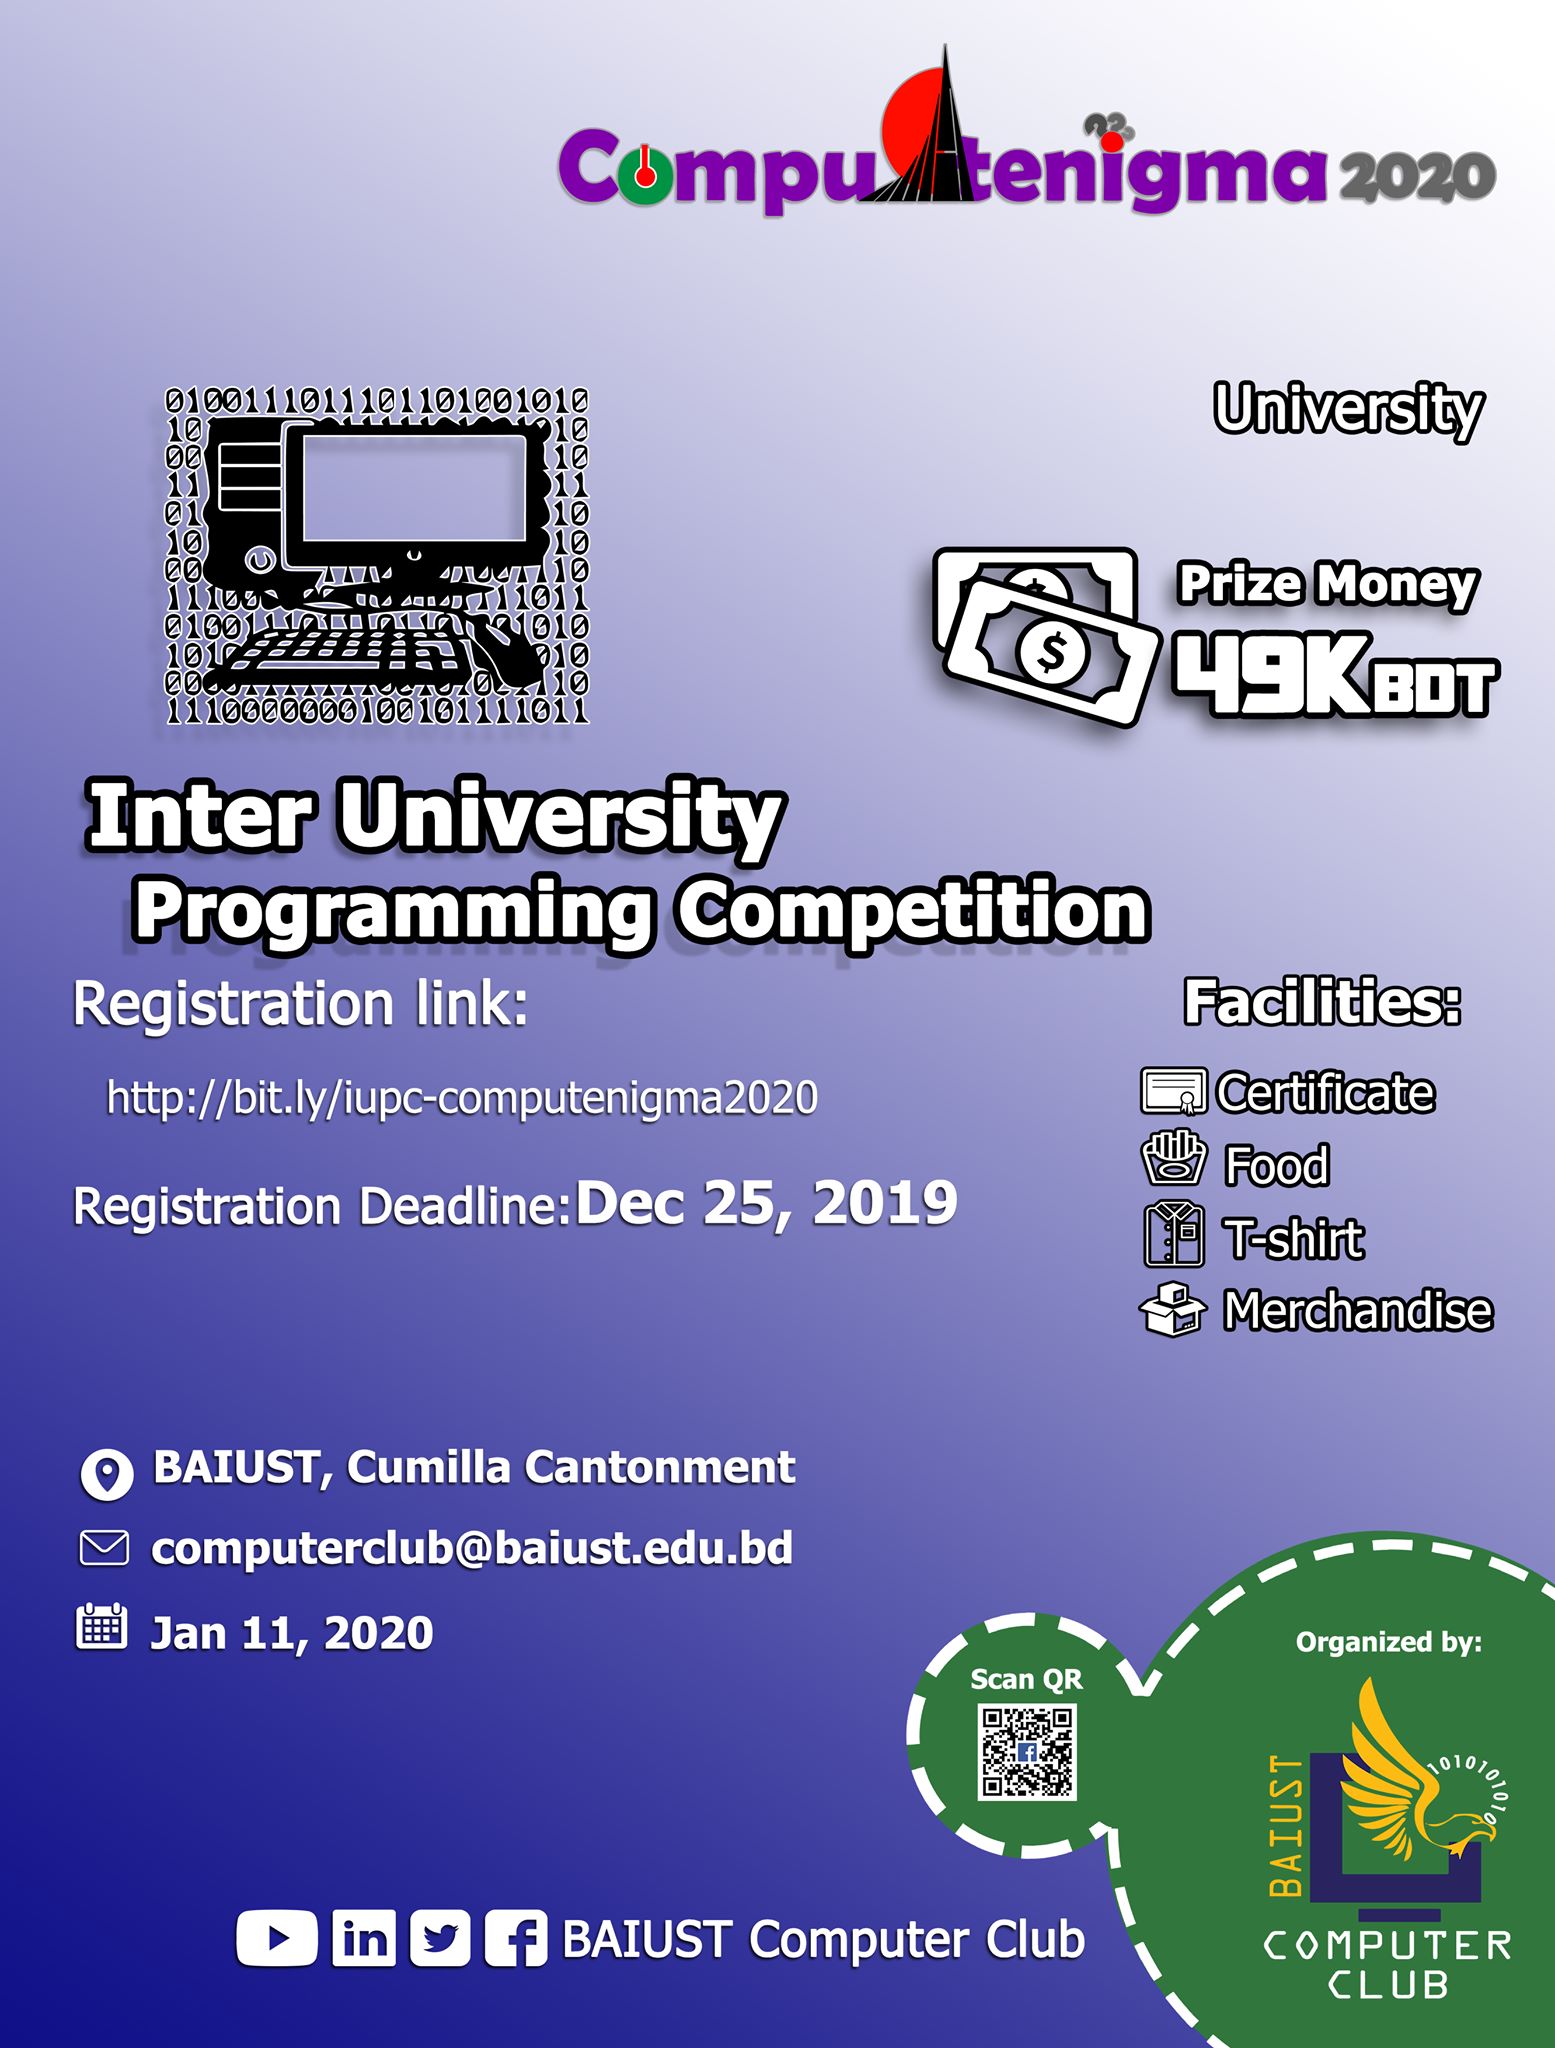 Computenigma 2020
University
Prize Money
49K BDT
Inter University
Programming Competition
Registration link:
http://bit.ly/iupc-computenigma2020
Registration Deadline:Dec 25, 2019
Facilities:
Certificate
Food
T-shirt
Merchandise
BAIUST, Cumilla Cantonment
computerclub@baiust.edu.bd
Jan 11, 2020
Scan QR
Organized by:
BAIUST
1010101010
COMPUTER
CLUB
BAIUST Computer Club